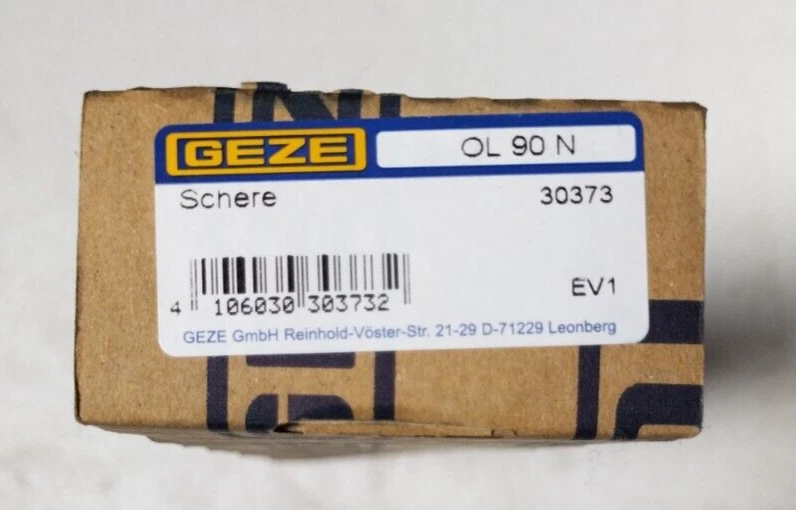 GEZE OL 90 N
Schere 30373
EV1
4 106030 303732
GEZE GmbH Reinhold-Vöster-Str. 21-29 D-71229 Leonberg